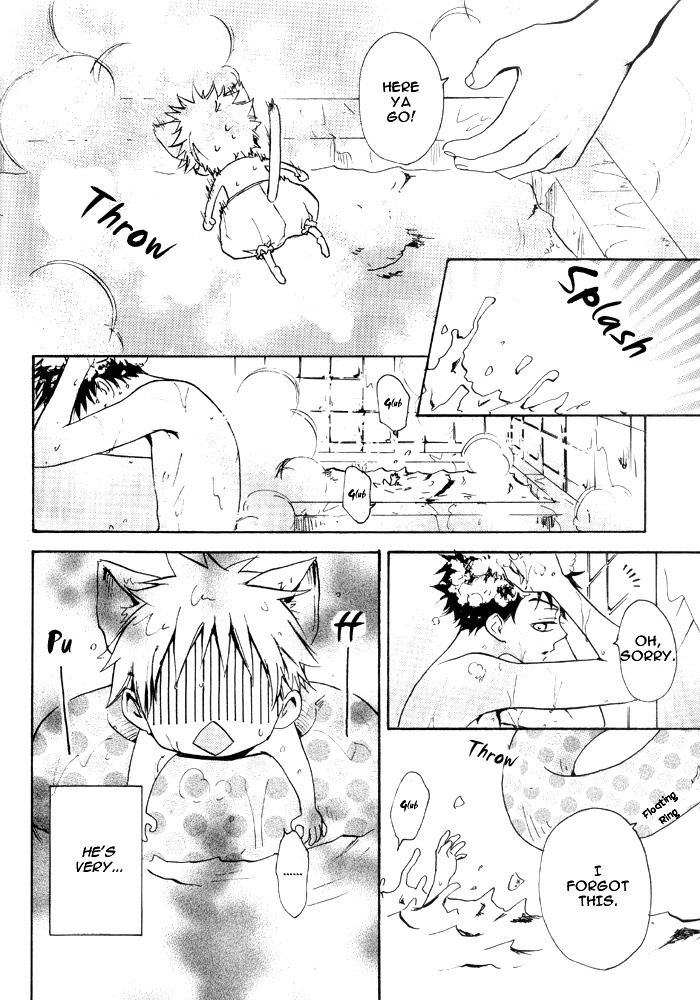 HERE
YA
GO!
Throw
Splash
Glub
Glub
OH,
SORRY.
Throw
Floating
Ring
Glub
I
FORGOT
THIS.
Pu
ff
HE'S
VERY...
......